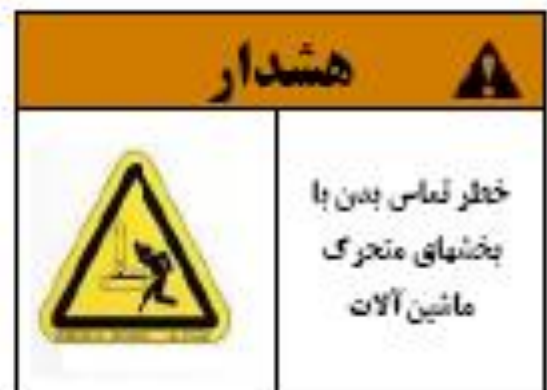 هشدار
خطر تماس بدن با
بخشهای متحرک
ماشین آلات